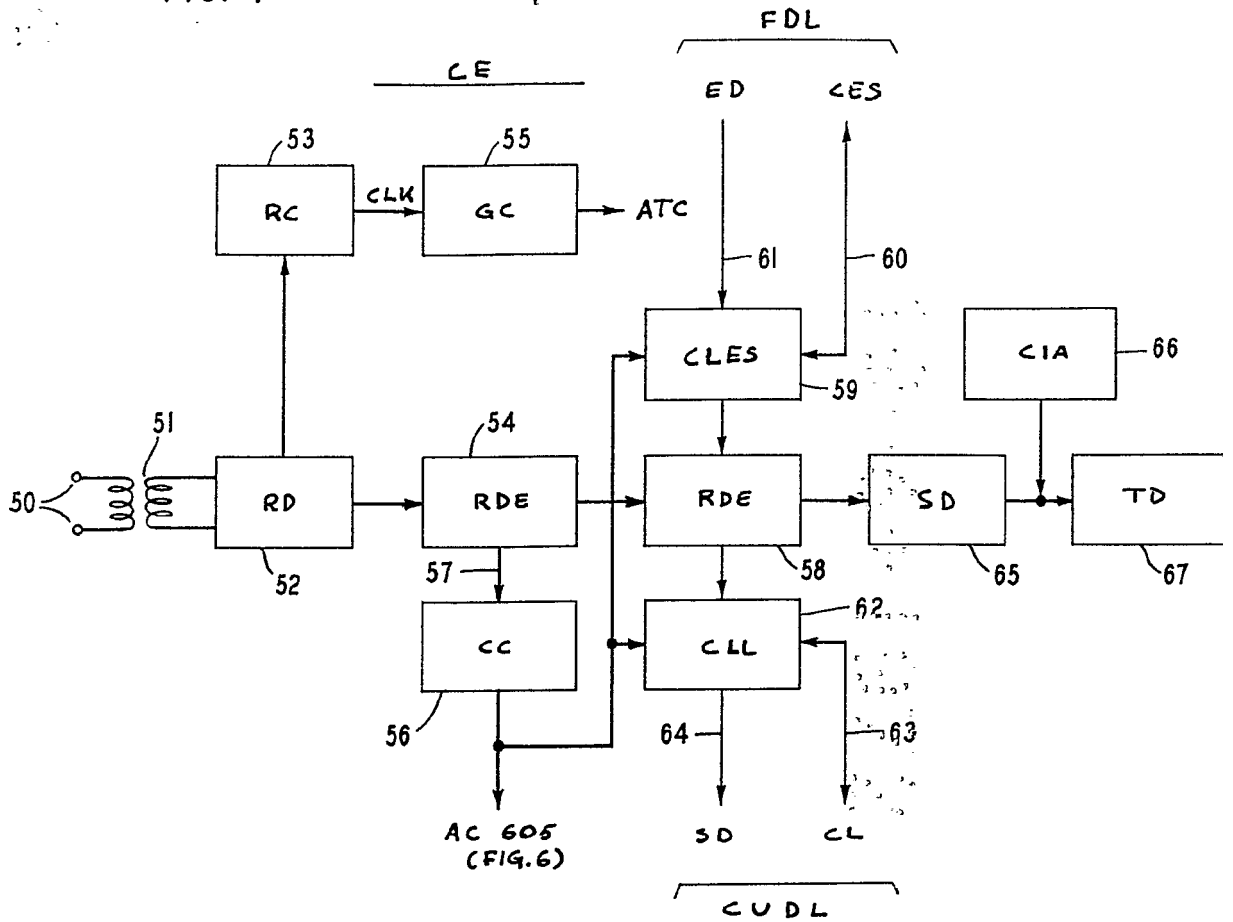 FDL
CE
ED CES
53 55
RC CLK GC ATC
61 60
CLES CIA 66
59
51 54
50 RD RDE RDE SD TD
52 57 58 65 67
62
CC CLL
56 64 63
AC 605 SD CL
(FIG.6)
CUDL